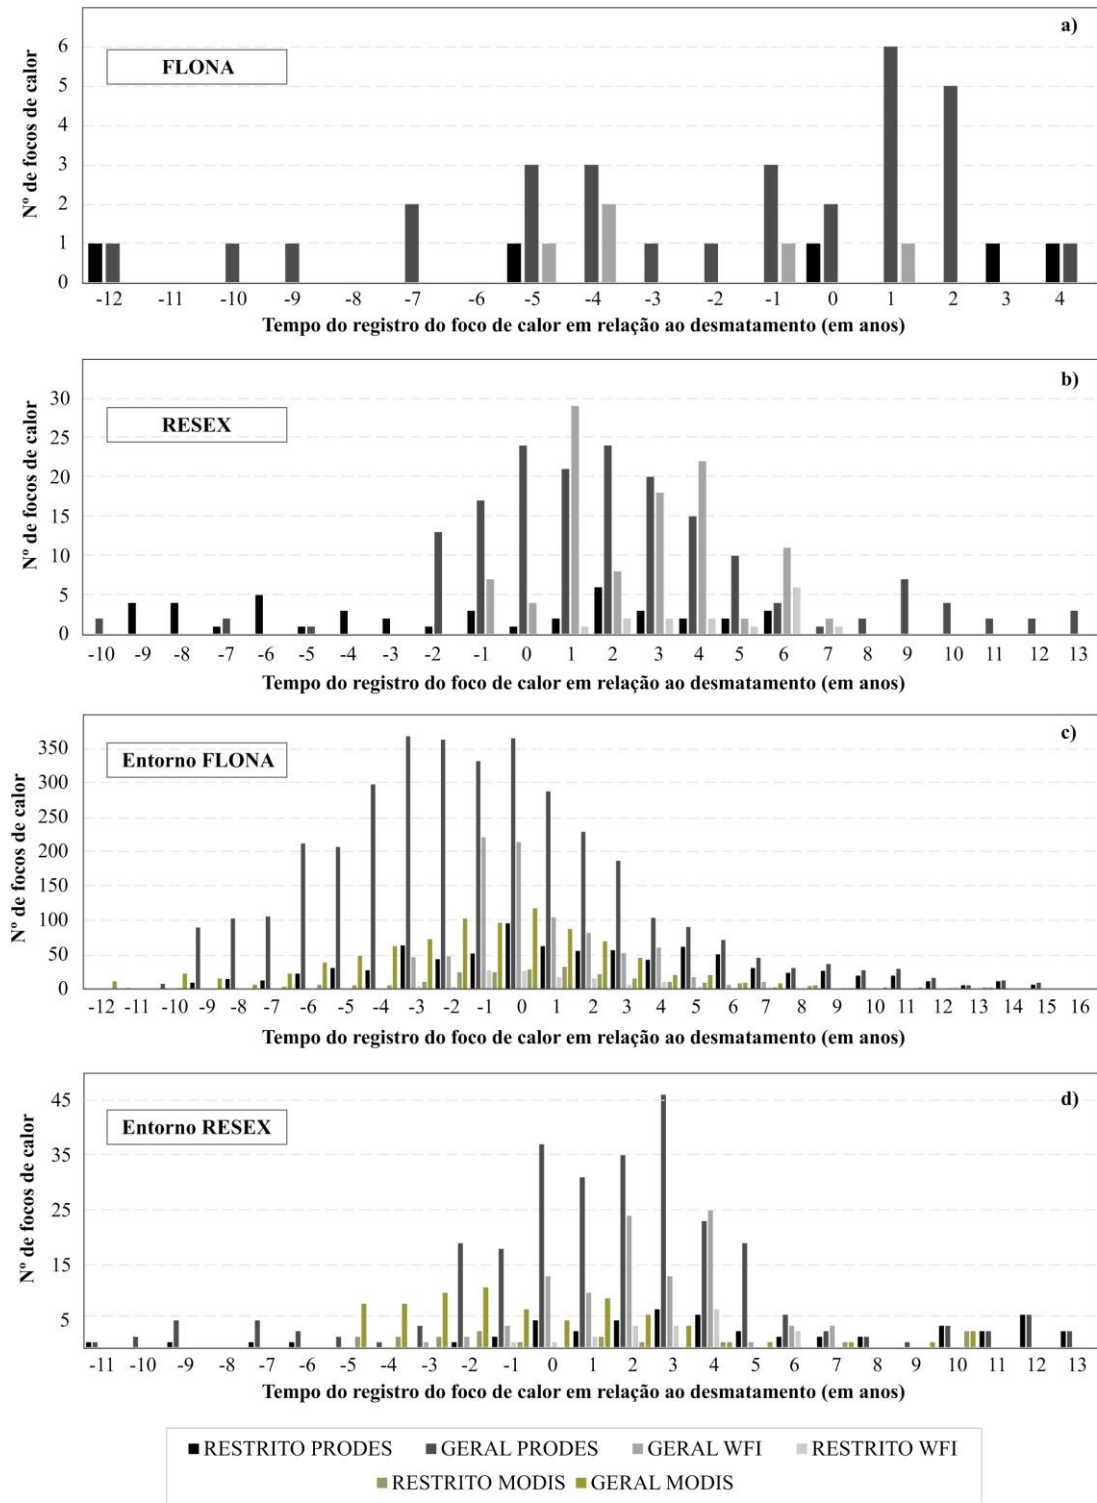 a)
FLONA
Nº de focos de calor
6
5
4
3
2
1
0
-12 -11 -10 -9 -8 -7 -6 -5 -4 -3 -2 -1 0 1 2 3 4
Tempo do registro do foco de calor em relação ao desmatamento (em anos)
b)
RESEX
Nº de focos de calor
30
25
20
15
10
5
0
-10 -9 -8 -7 -6 -5 -4 -3 -2 -1 0 1 2 3 4 5 6 7 8 9 10 11 12 13
Tempo do registro do foco de calor em relação ao desmatamento (em anos)
c)
Entorno FLONA
Nº de focos de calor
350
300
250
200
150
100
50
0
-12 -11 -10 -9 -8 -7 -6 -5 -4 -3 -2 -1 0 1 2 3 4 5 6 7 8 9 10 11 12 13 14 15 16
Tempo do registro do foco de calor em relação ao desmatamento (em anos)
d)
Entorno RESEX
Nº de focos de calor
45
35
25
15
5
-11 -10 -9 -8 -7 -6 -5 -4 -3 -2 -1 0 1 2 3 4 5 6 7 8 9 10 11 12 13
Tempo do registro do foco de calor em relação ao desmatamento (em anos)
RESTRITO PRODES GERAL PRODES GERAL WFI RESTRITO WFI
RESTRITO MODIS GERAL MODIS